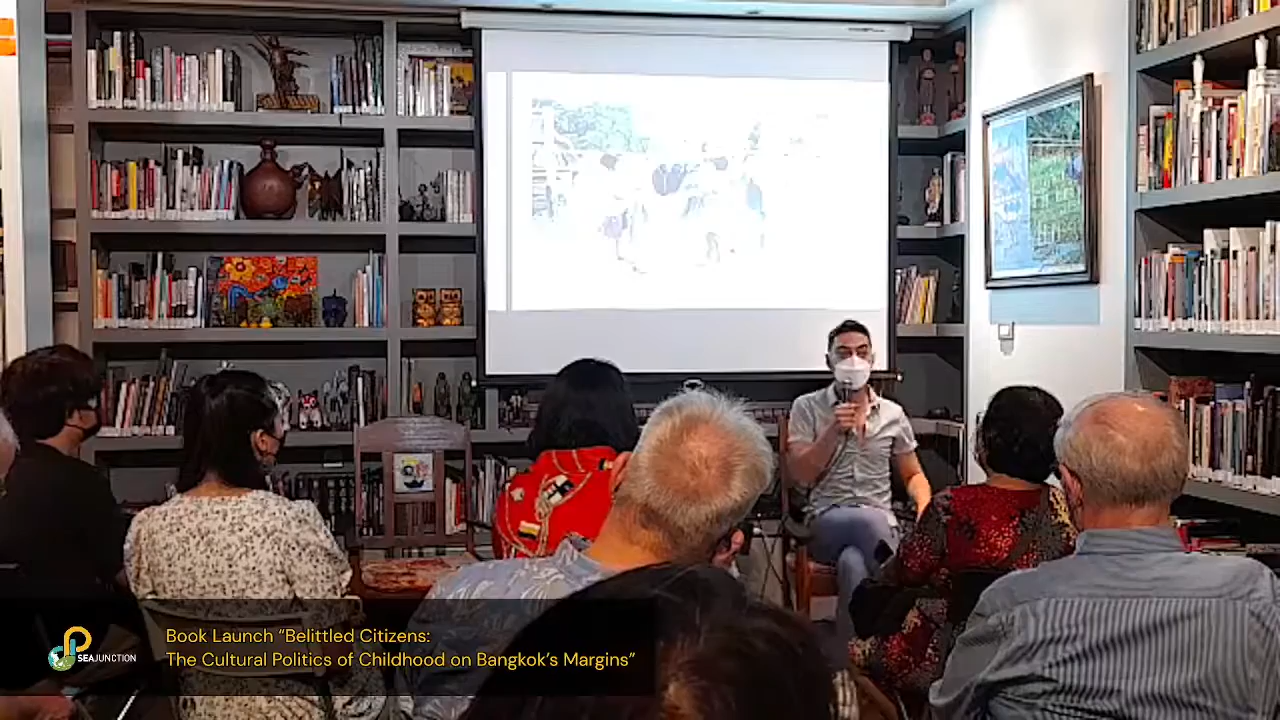 Book Launch “Belittled Citizens:
The Cultural Politics of Childhood on Bangkok’s Margins”
SEAJUNCTION